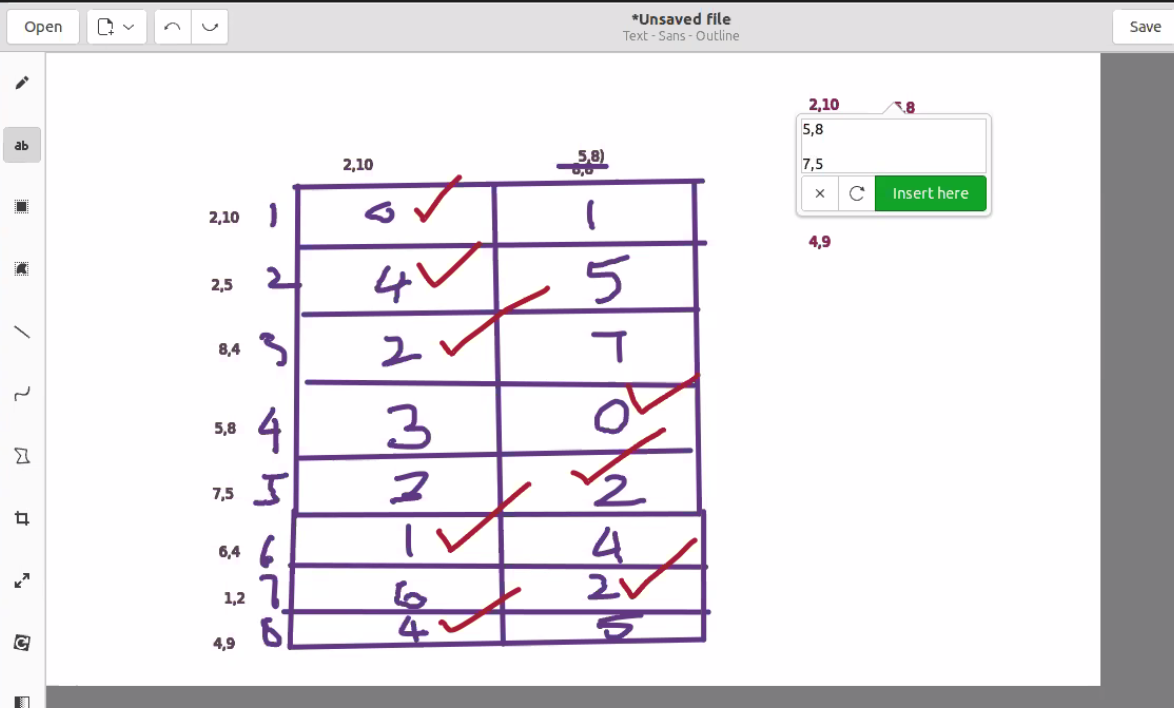 Open
*Unsaved file
Text - Sans - Outline
Save
ab
2,10
5,8
7,5
Insert here
4,9
2,10 5,8)
2,10 1 0 1
2,5 2 4 5
8,4 3 2 7
5,8 4 3 0
7,5 5 2
6,4 6 1 4
1,2 7 2
4,9 8 4 5